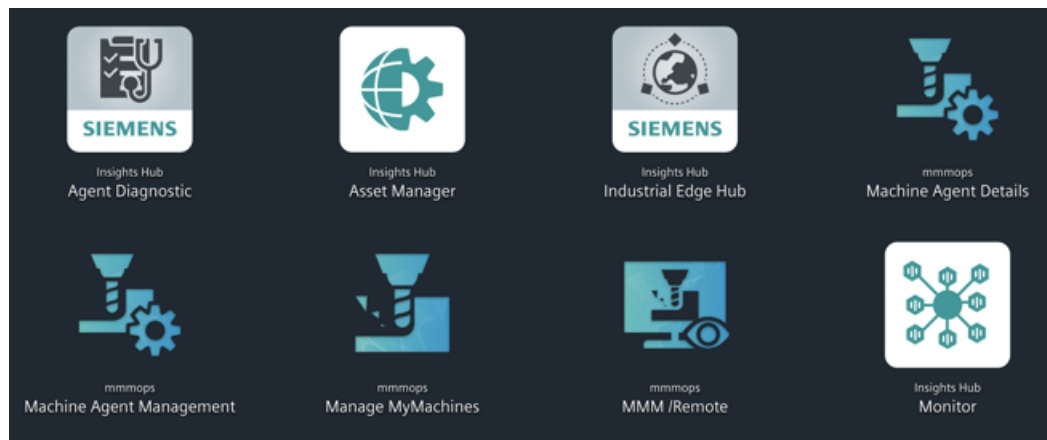 SIEMENS
Insights Hub
Agent Diagnostic
Insights Hub
Asset Manager
SIEMENS
Insights Hub
Industrial Edge Hub
mmmops
Machine Agent Details
mmmops
Machine Agent Management
mmmops
Manage MyMachines
mmmops
MMM /Remote
Insights Hub
Monitor